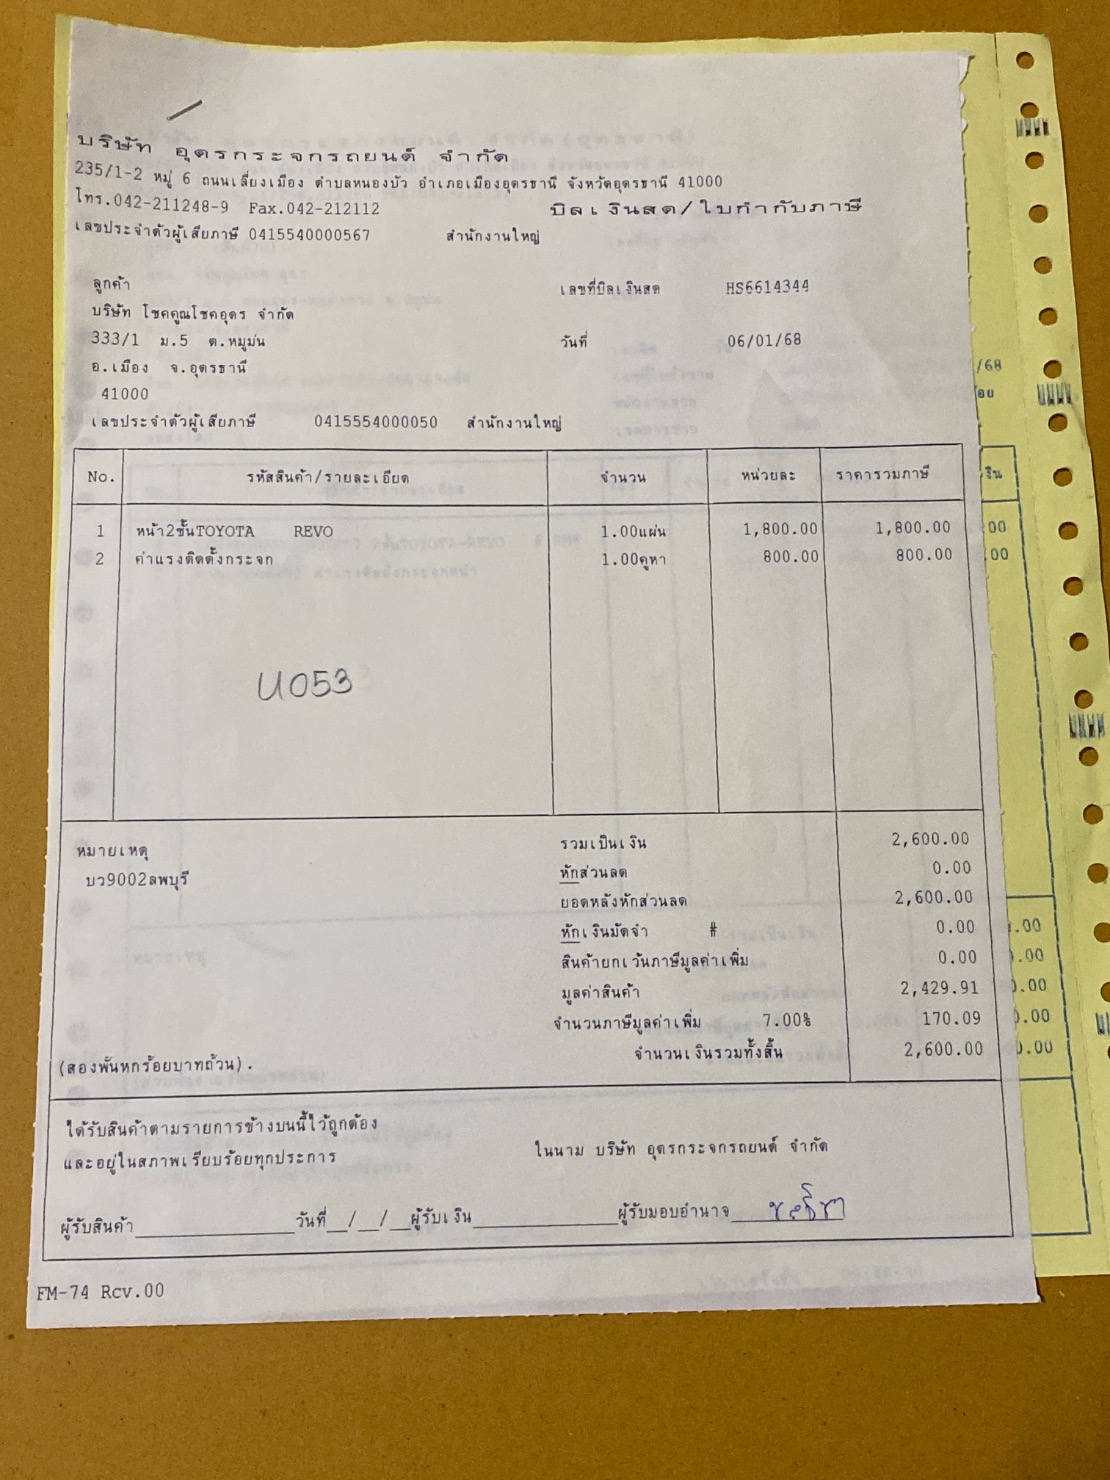 บริษัท อุดรกระจกรถยนต์ จำกัด
235/1-2 หมู่ 6 ถนนเลี่ยงเมือง ตำบลหนองบัว อำเภอเมืองอุดรธานี จังหวัดอุดรธานี 41000
โทร.042-211248-9 Fax.042-212112 บิลเงินสด/ใบกำกับภาษี
เลขประจำตัวผู้เสียภาษี 0415540000567 สำนักงานใหญ่
ลูกค้า เลขที่บิลเงินสด HS6614344
บริษัท โชคคูณโชคอุดร จำกัด
333/1 ม.5 ต.หมูม่น วันที่ 06/01/68
อ.เมือง จ.อุดรธานี
41000
เลขประจำตัวผู้เสียภาษี 0415554000050 สำนักงานใหญ่
No. รหัสสินค้า/รายละเอียด จำนวน หน่วยละ ราคารวมภาษี
1 หน้า2ชั้นTOYOTA REVO 1.00แผ่น 1,800.00 1,800.00
2 ค่าแรงติดตั้งกระจก 1.00คูหา 800.00 800.00
U053
หมายเหตุ รวมเป็นเงิน 2,600.00
บว9002ลพบุรี หักส่วนลด 0.00
ยอดหลังหักส่วนลด 2,600.00
หักเงินมัดจำ # 0.00
สินค้ายกเว้นภาษีมูลค่าเพิ่ม 0.00
มูลค่าสินค้า 2,429.91
จำนวนภาษีมูลค่าเพิ่ม 7.00% 170.09
(สองพันหกร้อยบาทถ้วน). จำนวนเงินรวมทั้งสิ้น 2,600.00
ได้รับสินค้าตามรายการข้างบนนี้ไว้ถูกต้อง
และอยู่ในสภาพเรียบร้อยทุกประการ ในนาม บริษัท อุดรกระจกรถยนต์ จำกัด
ผู้รับสินค้า วันที่ / / ผู้รับเงิน ผู้รับมอบอำนาจ
FM-74 Rcv.00